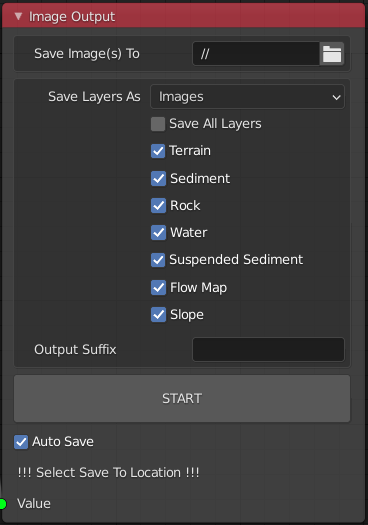 Image Output
Save Image(s) To //
Save Layers As Images
Save All Layers
Terrain
Sediment
Rock
Water
Suspended Sediment
Flow Map
Slope
Output Suffix
START
Auto Save
!!! Select Save To Location !!!
Value